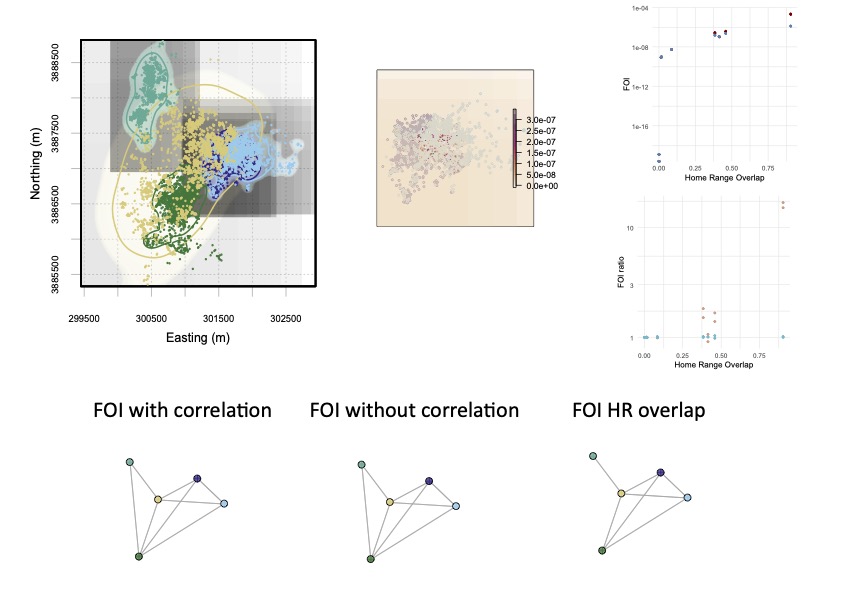 3888500
3887500
3886500
3885500
Northing (m)
299500 300500 301500 302500
Easting (m)
3.0e-07
2.5e-07
2.0e-07
1.5e-07
1.0e-07
5.0e-08
0.0e+00
1e-04
1e-08
1e-12
1e-16
FOI
0.00 0.25 0.50 0.75
Home Range Overlap
10
3
1
FOI ratio
0.00 0.25 0.50 0.75
Home Range Overlap
FOI with correlation
FOI without correlation
FOI HR overlap